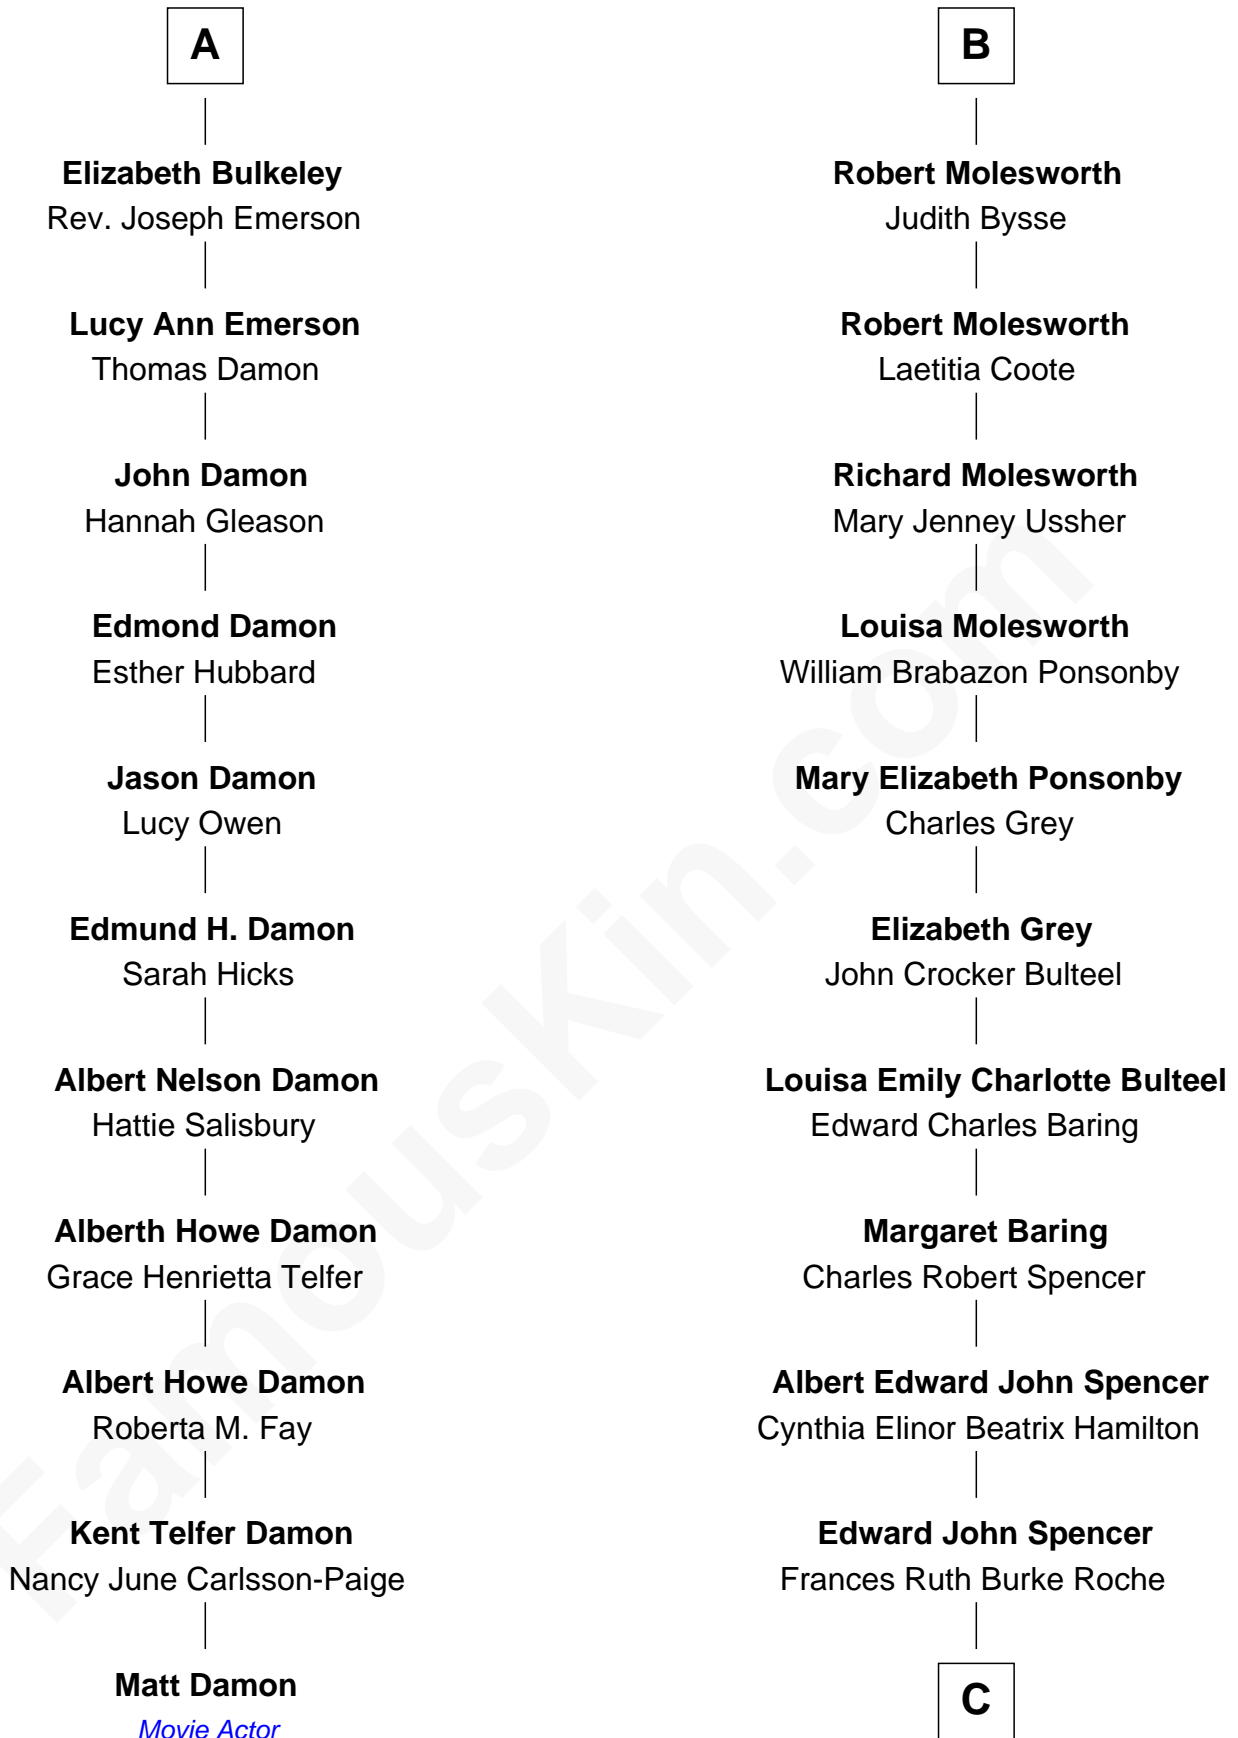 A
Elizabeth Bulkeley
Rev. Joseph Emerson
Lucy Ann Emerson
Thomas Damon
John Damon
Hannah Gleason
Edmond Damon
Esther Hubbard
Jason Damon
Lucy Owen
Edmund H. Damon
Sarah Hicks
Albert Nelson Damon
Hattie Salisbury
Alberth Howe Damon
Grace Henrietta Telfer
Albert Howe Damon
Roberta M. Fay
Kent Telfer Damon
Nancy June Carlsson-Paige
Matt Damon
Movie Actor
B
Robert Molesworth
Judith Bysse
Robert Molesworth
Laetitia Coote
Richard Molesworth
Mary Jenney Ussher
Louisa Molesworth
William Brabazon Ponsonby
Mary Elizabeth Ponsonby
Charles Grey
Elizabeth Grey
John Crocker Bulteel
Louisa Emily Charlotte Bulteel
Edward Charles Baring
Margaret Baring
Charles Robert Spencer
Albert Edward John Spencer
Cynthia Elinor Beatrix Hamilton
Edward John Spencer
Frances Ruth Burke Roche
C
FamousKin.com